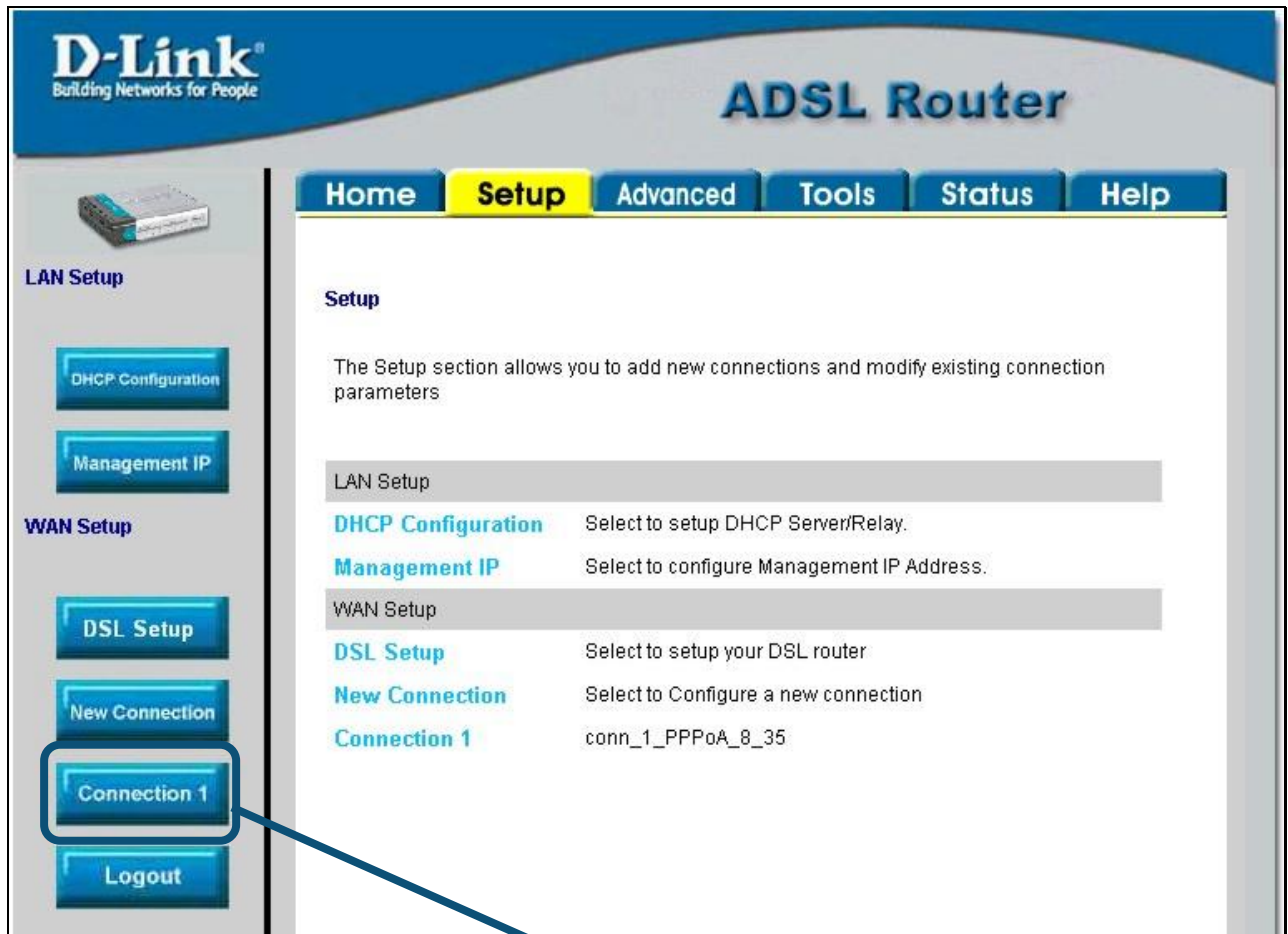 D-Link®
Building Networks for People
ADSL Router
Home Setup Advanced Tools Status Help
LAN Setup
DHCP Configuration
Management IP
WAN Setup
DSL Setup
New Connection
Connection 1
Logout
Setup
The Setup section allows you to add new connections and modify existing connection
parameters
LAN Setup
DHCP Configuration Select to setup DHCP Server/Relay.
Management IP Select to configure Management IP Address.
WAN Setup
DSL Setup Select to setup your DSL router
New Connection Select to Configure a new connection
Connection 1 conn_1_PPPoA_8_35